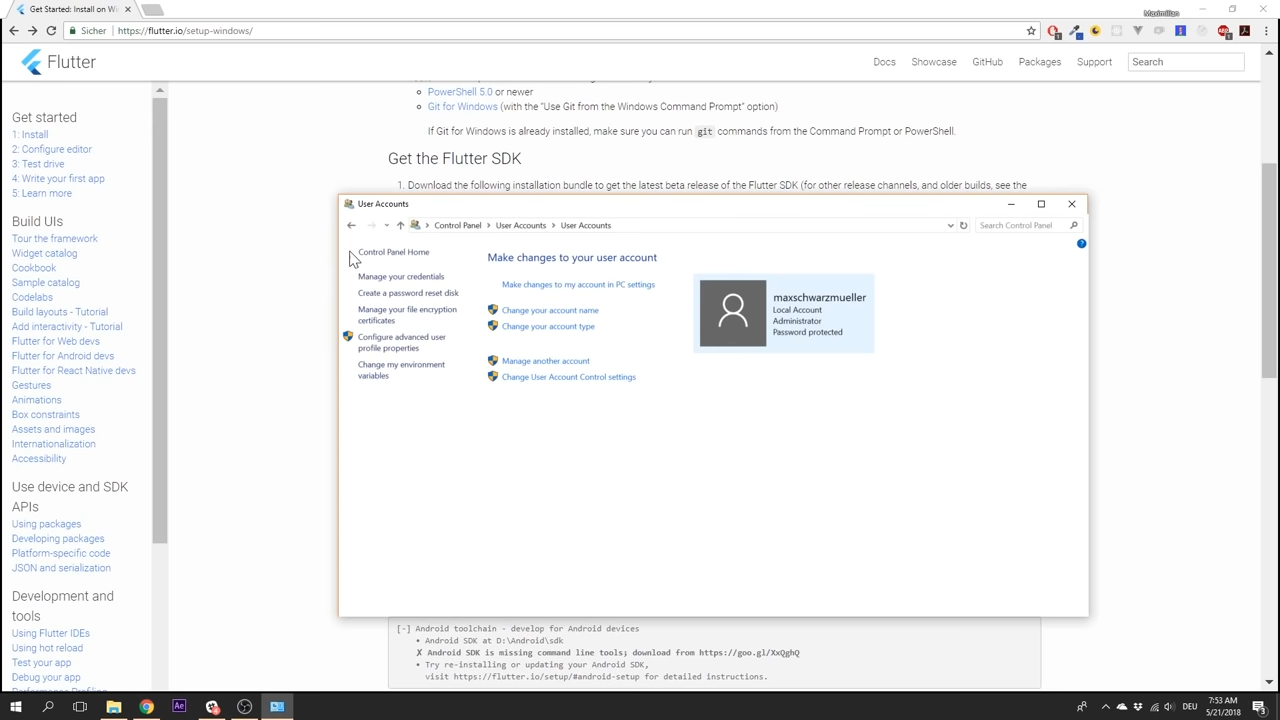 Get Started: Install on Wi
Maximilian
Sicher
https://flutter.io/setup-windows/
Flutter
Docs
Showcase
GitHub
Packages
Support
Search
Get started
1: Install
2: Configure editor
3: Test drive
4: Write your first app
5: Learn more
Build UIs
Tour the framework
Widget catalog
Cookbook
Sample catalog
Codelabs
Build layouts - Tutorial
Add interactivity - Tutorial
Flutter for Web devs
Flutter for Android devs
Flutter for React Native devs
Gestures
Animations
Box constraints
Assets and images
Internationalization
Accessibility
Use device and SDK
APIs
Using packages
Developing packages
Platform-specific code
JSON and serialization
Development and
tools
Using Flutter IDEs
Using hot reload
Test your app
Debug your app
PowerShell 5.0 or newer
Git for Windows (with the "Use Git from the Windows Command Prompt" option)
If Git for Windows is already installed, make sure you can run git commands from the Command Prompt or PowerShell.
Get the Flutter SDK
1. Download the following installation bundle to get the latest beta release of the Flutter SDK (for other release channels, and older builds, see the
User Accounts
Control Panel
User Accounts
User Accounts
Search Control Panel
Control Panel Home
Manage your credentials
Create a password reset disk
Manage your file encryption
certificates
Configure advanced user
profile properties
Change my environment
variables
Make changes to your user account
Make changes to my account in PC settings
Change your account name
Change your account type
Manage another account
Change User Account Control settings
maxschwarzmueller
Local Account
Administrator
Password protected
[-] Android toolchain - develop for Android devices
• Android SDK at D:\Android\sdk
✗ Android SDK is missing command line tools; download from https://goo.gl/XxQghQ
• Try re-installing or updating your Android SDK,
visit https://flutter.io/setup/#android-setup for detailed instructions.
DEU
7:53 AM
5/21/2018